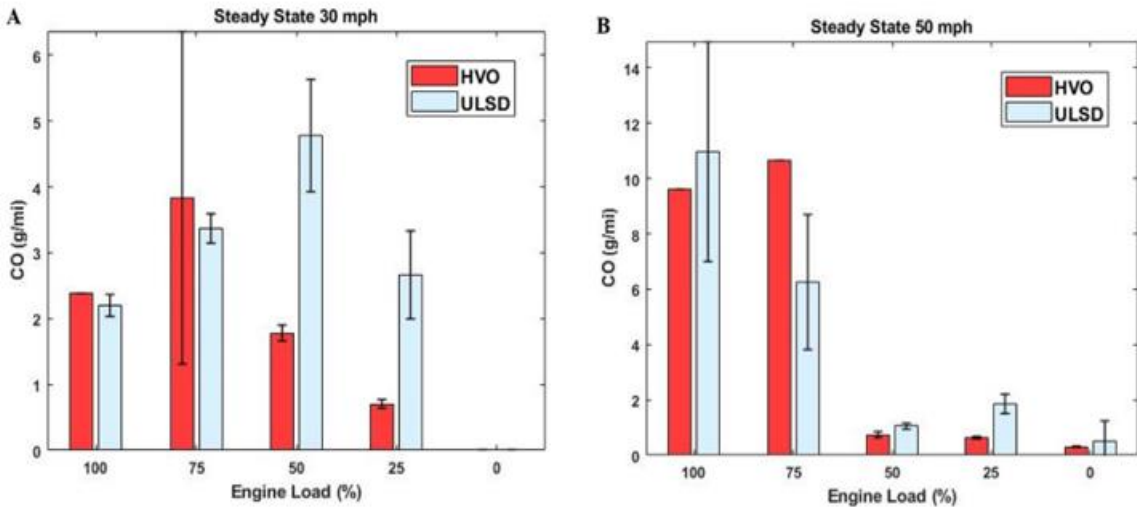 A
Steady State 30 mph
CO (g/mi)
6
5
4
3
2
1
0
HVO
ULSD
100 75 50 25 0
Engine Load (%)
B
Steady State 50 mph
CO (g/mi)
14
12
10
8
6
4
2
0
HVO
ULSD
100 75 50 25 0
Engine Load (%)